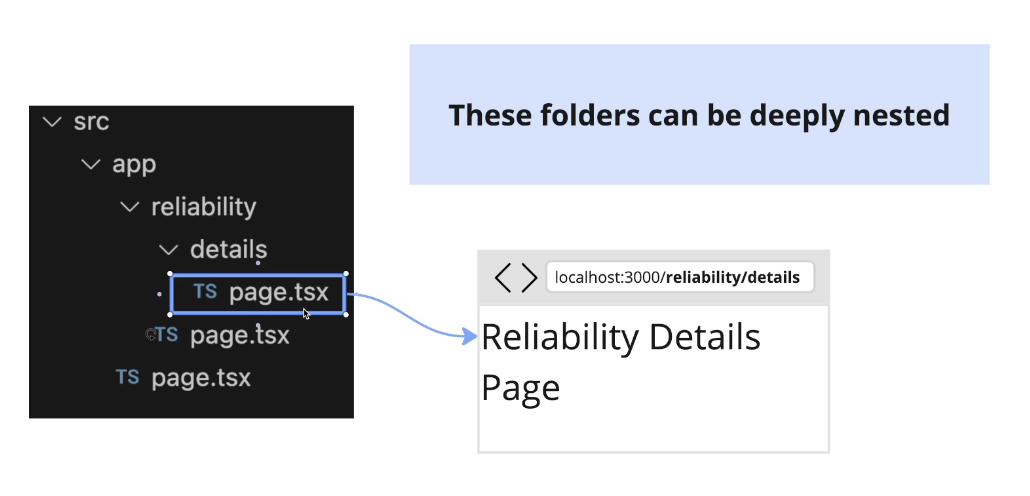 src
app
reliability
details
TS page.tsx
TS page.tsx
TS page.tsx
These folders can be deeply nested
localhost:3000/reliability/details
Reliability Details
Page